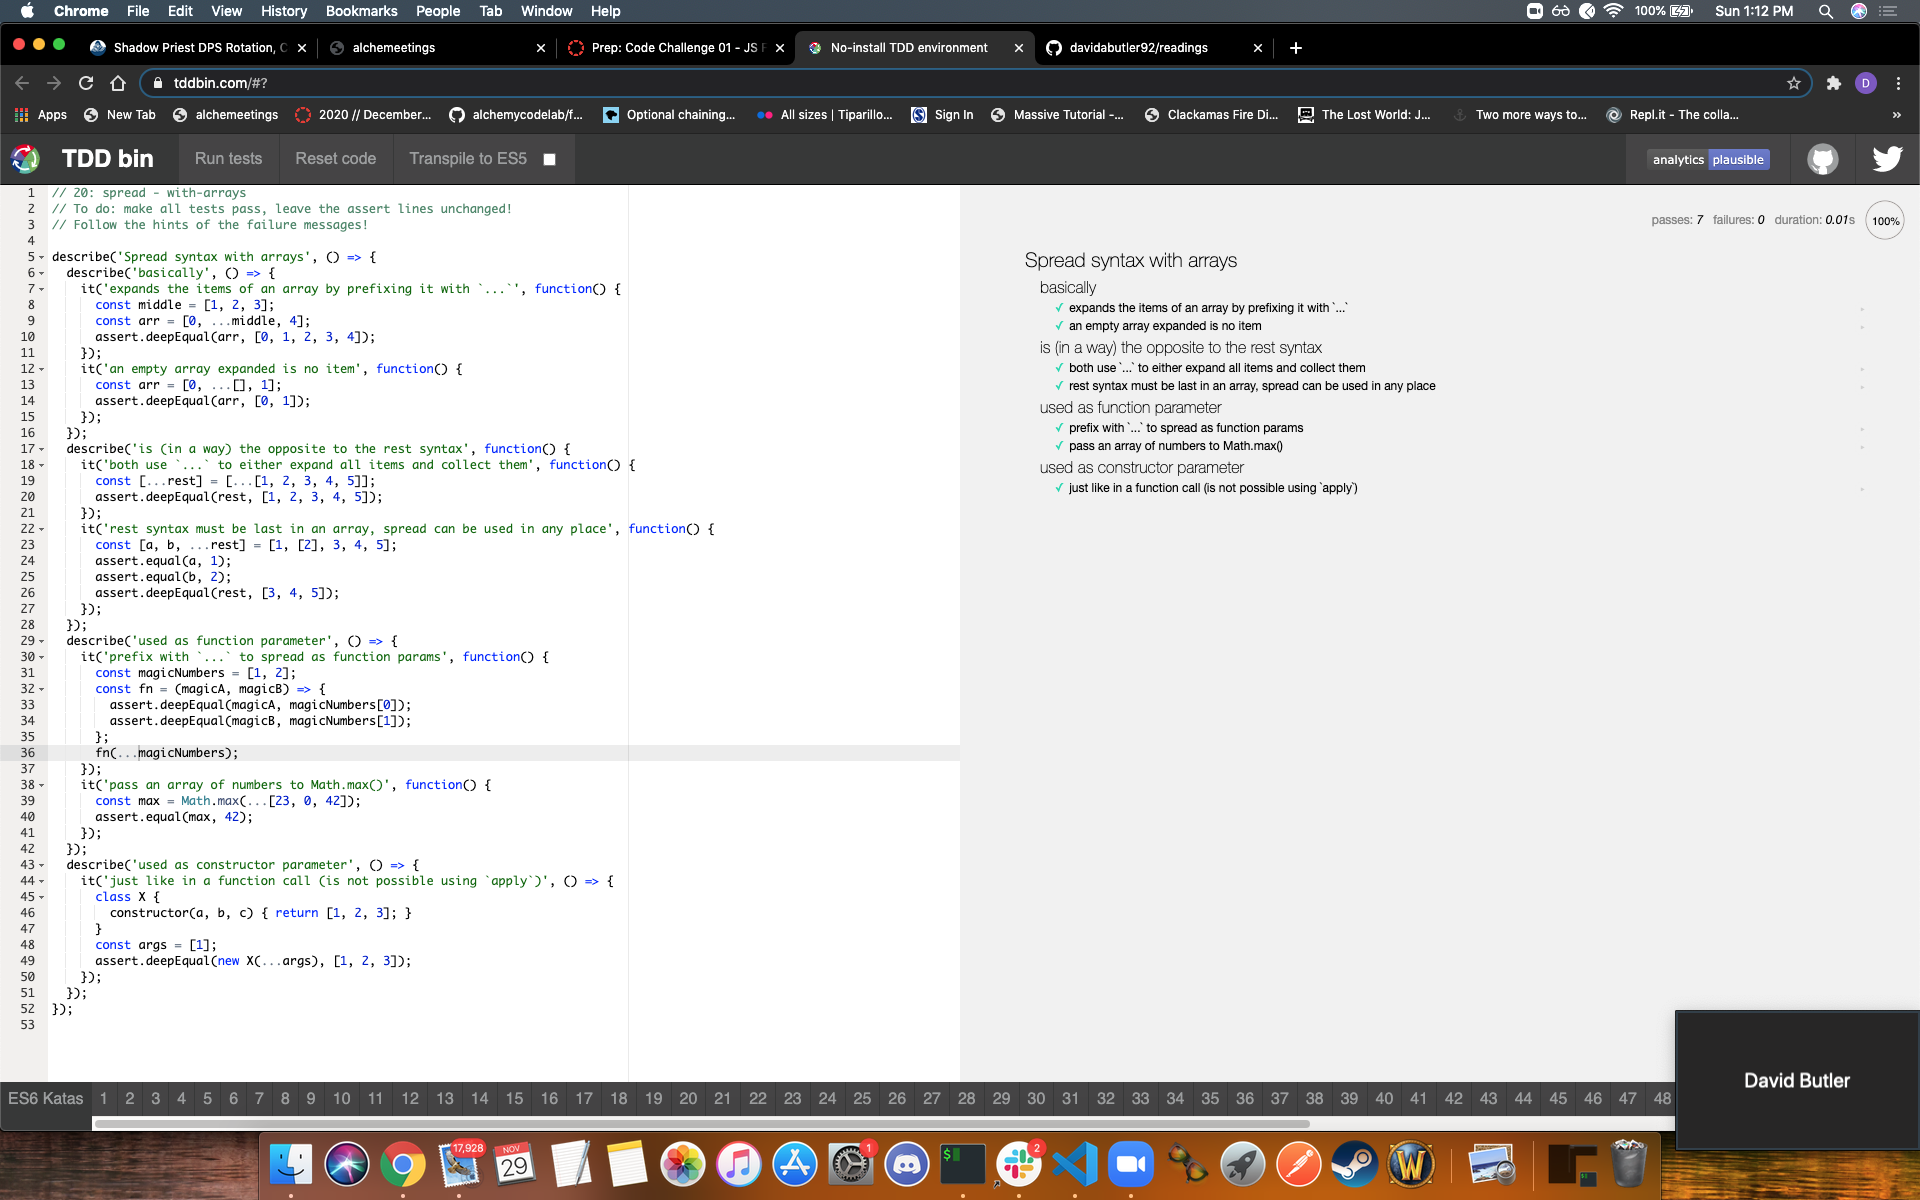 Chrome File Edit View History Bookmarks People Tab Window Help 100% Sun 1:12 PM
Shadow Priest DPS Rotation, C alchemeetings Prep: Code Challenge 01 - JS F No-install TDD environment davidabutler92/readings
tddbin.com/#? D
Apps New Tab alchemeetings 2020 // December... alchemycodelab/f... Optional chaining... All sizes | Tiparillo... Sign In Massive Tutorial -... Clackamas Fire Di... The Lost World: J... Two more ways to... Repl.it - The colla... »
TDD bin Run tests Reset code Transpile to ES5 analytics plausible
1 // 20: spread - with-arrays
2 // To do: make all tests pass, leave the assert lines unchanged!
3 // Follow the hints of the failure messages!
4
5 describe('Spread syntax with arrays', () => {
6 describe('basically', () => {
7 it('expands the items of an array by prefixing it with `...`', function() {
8 const middle = [1, 2, 3];
9 const arr = [0, ...middle, 4];
10 assert.deepEqual(arr, [0, 1, 2, 3, 4]);
11 });
12 it('an empty array expanded is no item', function() {
13 const arr = [0, ...[], 1];
14 assert.deepEqual(arr, [0, 1]);
15 });
16 });
17 describe('is (in a way) the opposite to the rest syntax', function() {
18 it('both use `...` to either expand all items and collect them', function() {
19 const [...rest] = [...[1, 2, 3, 4, 5]];
20 assert.deepEqual(rest, [1, 2, 3, 4, 5]);
21 });
22 it('rest syntax must be last in an array, spread can be used in any place', function() {
23 const [a, b, ...rest] = [1, [2], 3, 4, 5];
24 assert.equal(a, 1);
25 assert.equal(b, 2);
26 assert.deepEqual(rest, [3, 4, 5]);
27 });
28 });
29 describe('used as function parameter', () => {
30 it('prefix with `...` to spread as function params', function() {
31 const magicNumbers = [1, 2];
32 const fn = (magicA, magicB) => {
33 assert.deepEqual(magicA, magicNumbers[0]);
34 assert.deepEqual(magicB, magicNumbers[1]);
35 };
36 fn(...magicNumbers);
37 });
38 it('pass an array of numbers to Math.max()', function() {
39 const max = Math.max(...[23, 0, 42]);
40 assert.equal(max, 42);
41 });
42 });
43 describe('used as constructor parameter', () => {
44 it('just like in a function call (is not possible using `apply`)', () => {
45 class X {
46 constructor(a, b, c) { return [1, 2, 3]; }
47 }
48 const args = [1];
49 assert.deepEqual(new X(...args), [1, 2, 3]);
50 });
51 });
52 });
53
passes: 7 failures: 0 duration: 0.01s 100%
Spread syntax with arrays
basically
✓ expands the items of an array by prefixing it with `...`
✓ an empty array expanded is no item
is (in a way) the opposite to the rest syntax
✓ both use `...` to either expand all items and collect them
✓ rest syntax must be last in an array, spread can be used in any place
used as function parameter
✓ prefix with `...` to spread as function params
✓ pass an array of numbers to Math.max()
used as constructor parameter
✓ just like in a function call (is not possible using `apply`)
David Butler
ES6 Katas 1 2 3 4 5 6 7 8 9 10 11 12 13 14 15 16 17 18 19 20 21 22 23 24 25 26 27 28 29 30 31 32 33 34 35 36 37 38 39 40 41 42 43 44 45 46 47 48
17,928 NOV 29 1 $ 2 W